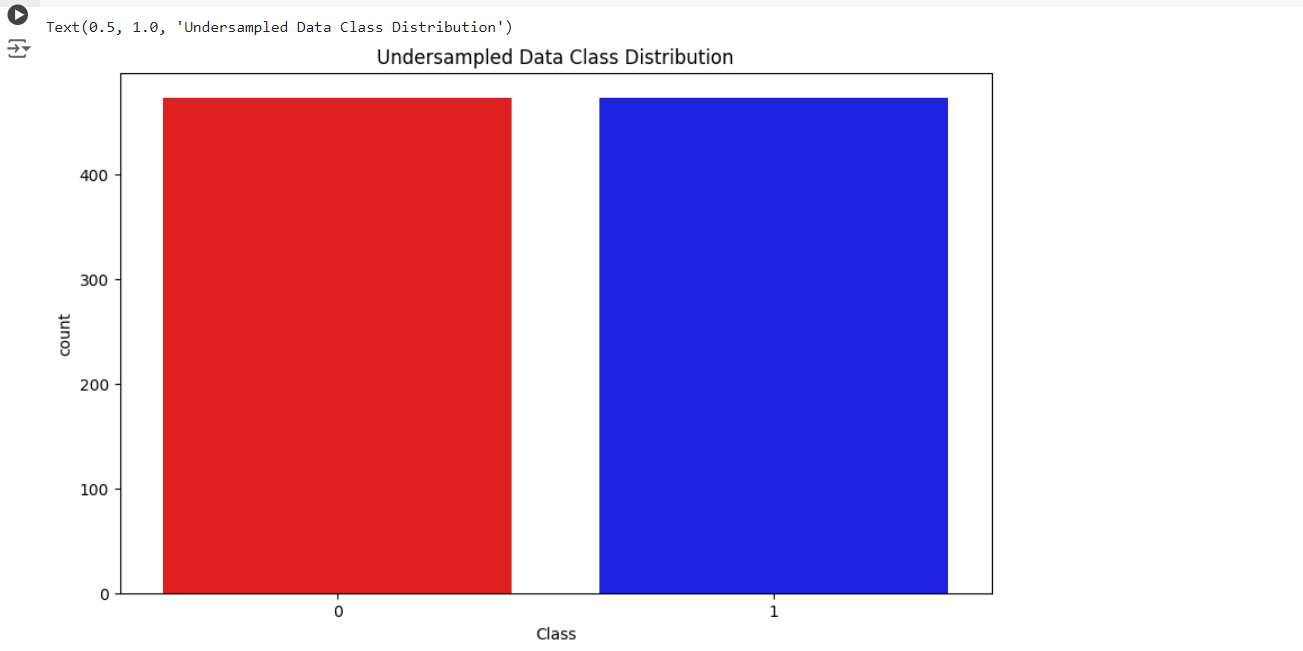 Text(0.5, 1.0, 'Undersampled Data Class Distribution')
Undersampled Data Class Distribution
400
300
200
100
0
count
0 1
Class